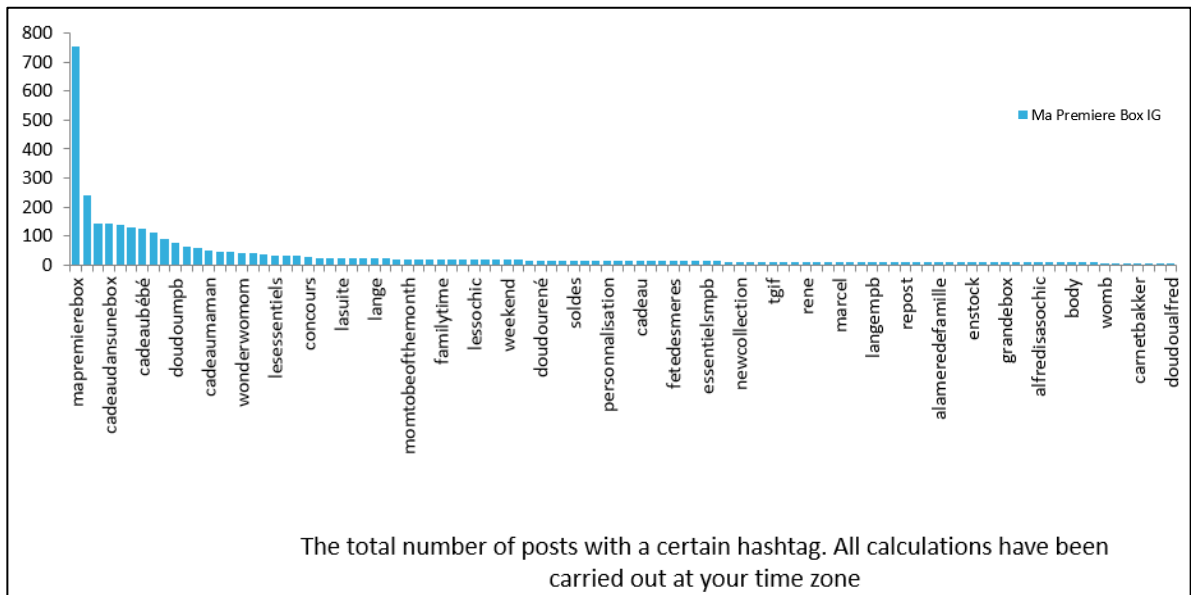 800
700
600
500
400
300
200
100
0
Ma Premiere Box IG
mapremierebox
cadeaudansunebox
cadeaubébé
doudoumpb
cadeaumaman
wonderwomom
lesessentiels
concours
lasuite
lange
momtobeofthemonth
familytime
lessochic
weekend
doudourené
soldes
personnalisation
cadeau
fetedesmeres
essentielsmpb
newcollection
tgif
rene
marcel
langempb
repost
alameredefamille
enstock
grandebox
alfredisasochic
body
womb
carnetbakker
doudoualfred
The total number of posts with a certain hashtag. All calculations have been
carried out at your time zone